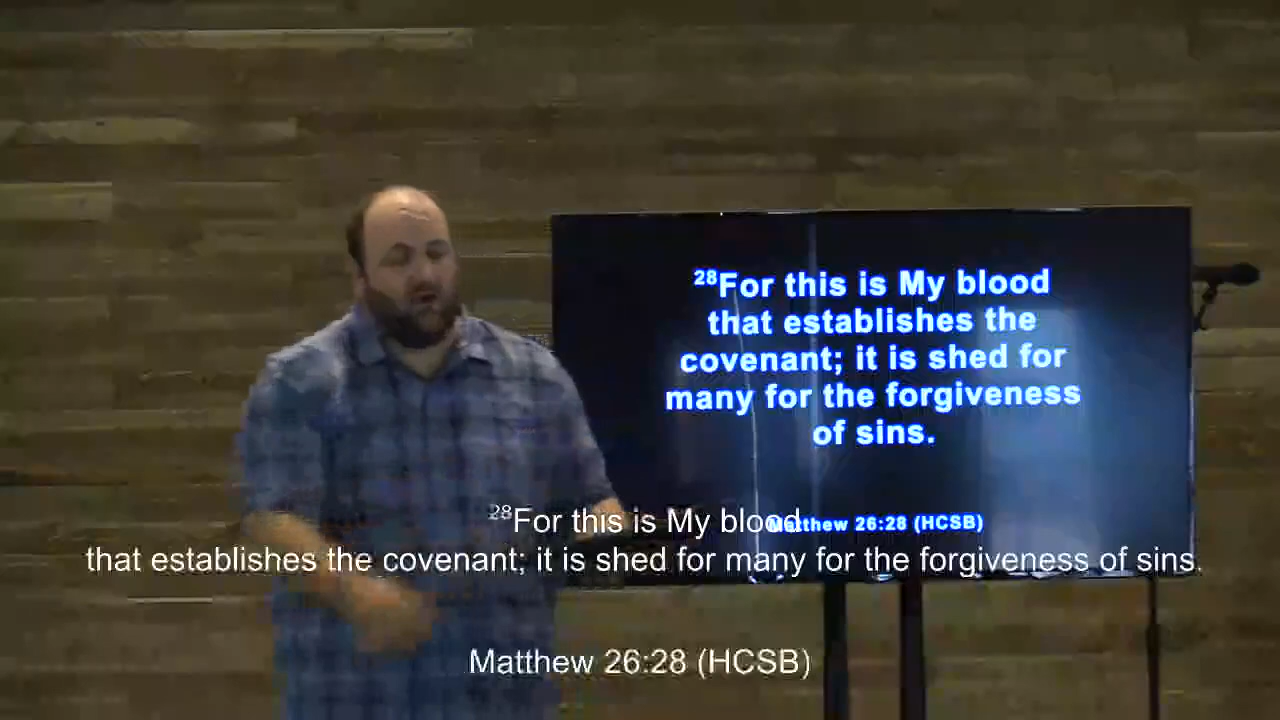 28For this is My blood
that establishes the
covenant; it is shed for
many for the forgiveness
of sins.
Matthew 26:28 (HCSB)
28For this is My blood
that establishes the covenant; it is shed for many for the forgiveness of sins.
Matthew 26:28 (HCSB)